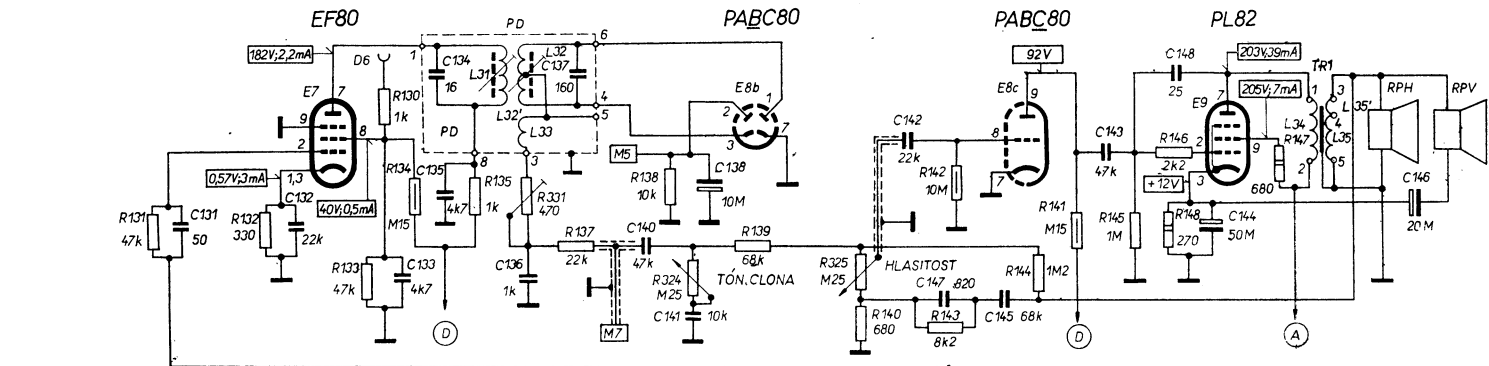 EF80
PD
PABC80
PABC80
PL82
182V;2,2mA
D6
1
C134
16
L31
L32
C137
160
6
4
5
L32'
L33
PD
8
3
E7
7
9
8
2
1,3
R130
1k
0,57V;3mA
40V;0,5mA
R134
M15
C135
4k7
R135
1k
R331
470
R131
47k
C131
50
R132
330
C132
22k
R133
47k
C133
4k7
D
C136
1k
R137
22k
M7
C140
47k
R324
M25
C141
10k
TÓN. CLONA
R139
68k
M5
R138
10k
C138
10M
E8b
1
2
3
7
C142
22k
R142
10M
E8c
92V
9
8
7
R325
M25
HLASITOST
R140
680
C147
820
R143
8k2
C145
68k
R144
1M2
R141
M15
D
C143
47k
C148
25
R145
1M
R146
2k2
+12V
R148
270
C144
50M
E9
7
2
9
3
203V;39mA
205V;7mA
R147
680
A
TR1
1
L34
2
3
L35'
4
L35
5
RPH
RPV
C146
20M